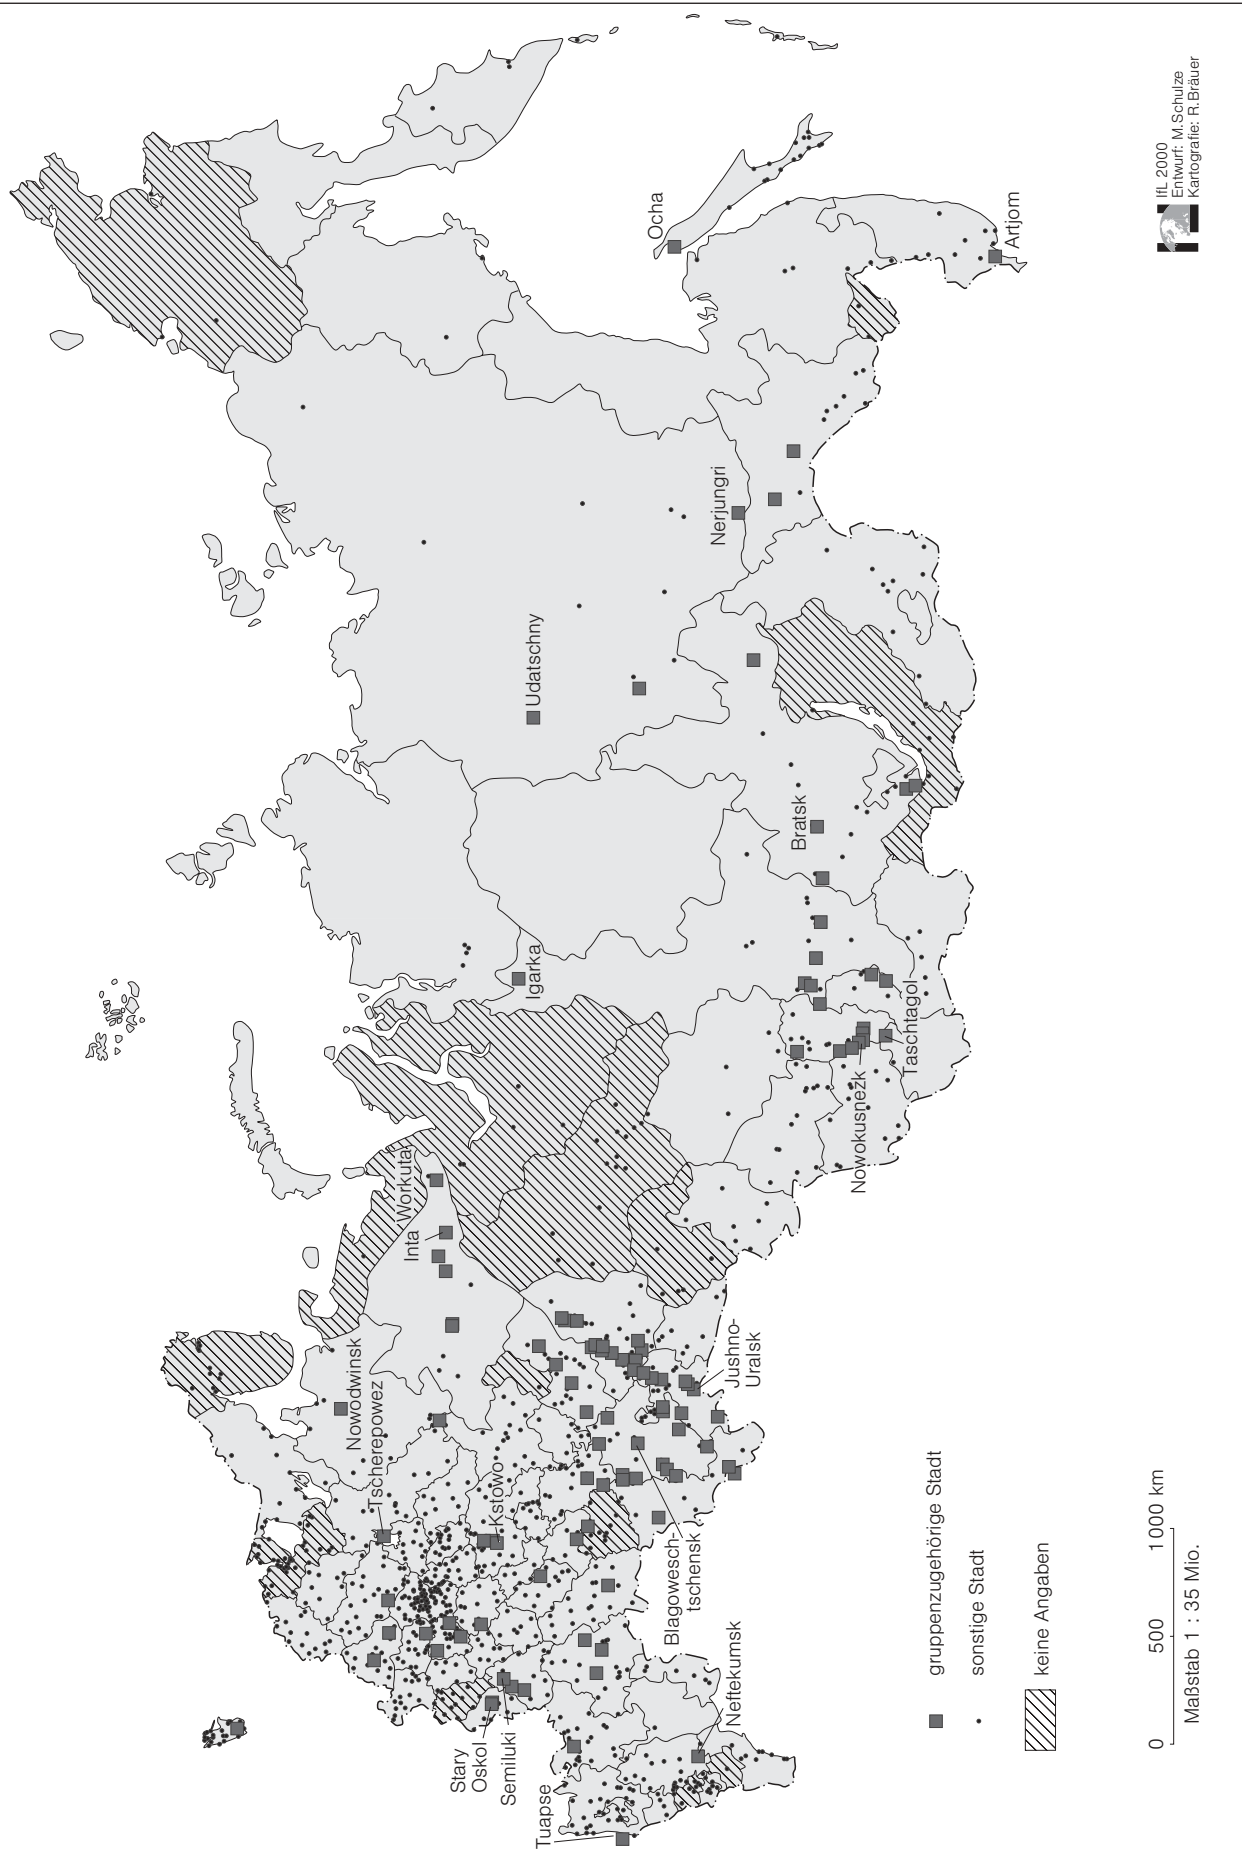 IfL 2000
Entwurf: M.Schulze
Kartografie: R.Bräuer
Ocha
Artjom
Nerjungri
Udatschny
Bratsk
Igarka
Taschtagol
Nowokusnezk
Workuta
Inta
Nowodwinsk
Tscherepowez
Jushno-
Uralsk
Kstowo
Blagowesch-
tschensk
Stary
Oskol
Semiluki
Neftekumsk
Tuapse
gruppenzugehörige Stadt
sonstige Stadt
keine Angaben
0 500 1 000 km
Maßstab 1 : 35 Mio.